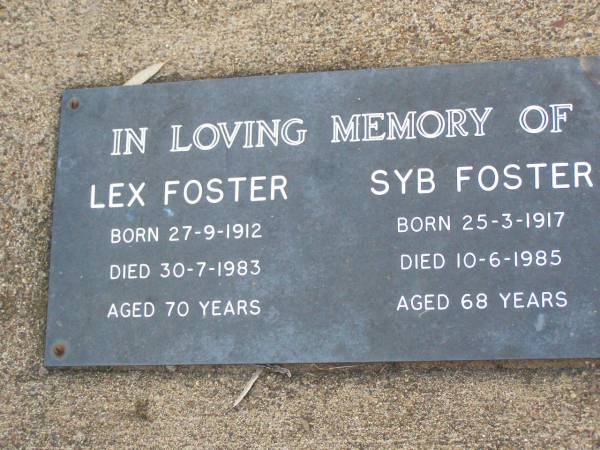 IN LOVING MEMORY OF
LEX FOSTER
BORN 27-9-1912
DIED 30-7-1983
AGED 70 YEARS
SYB FOSTER
BORN 25-3-1917
DIED 10-6-1985
AGED 68 YEARS